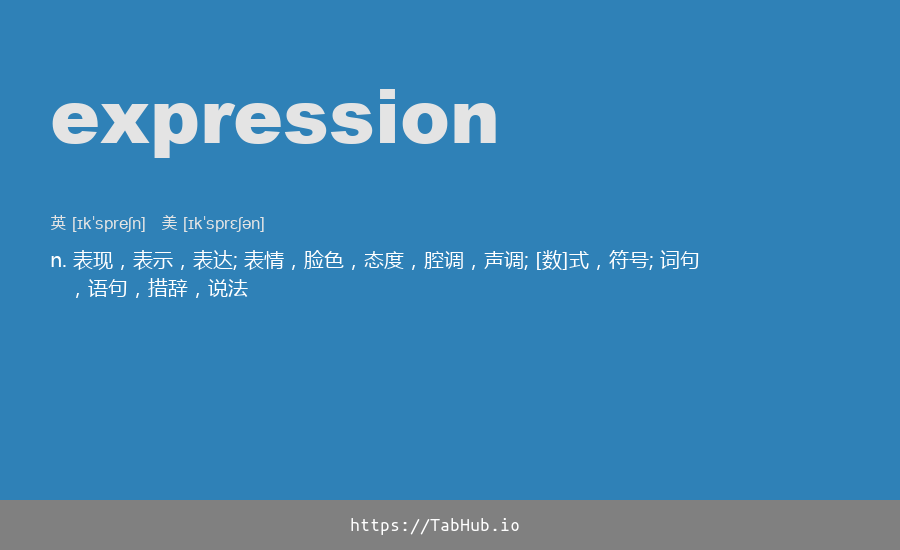 expression
英 [ɪkˈspreʃn] 美 [ɪkˈsprɛʃən]
n. 表现，表示，表达; 表情，脸色，态度，腔调，声调; [数]式，符号; 词句
，语句，措辞，说法
https://TabHub.io